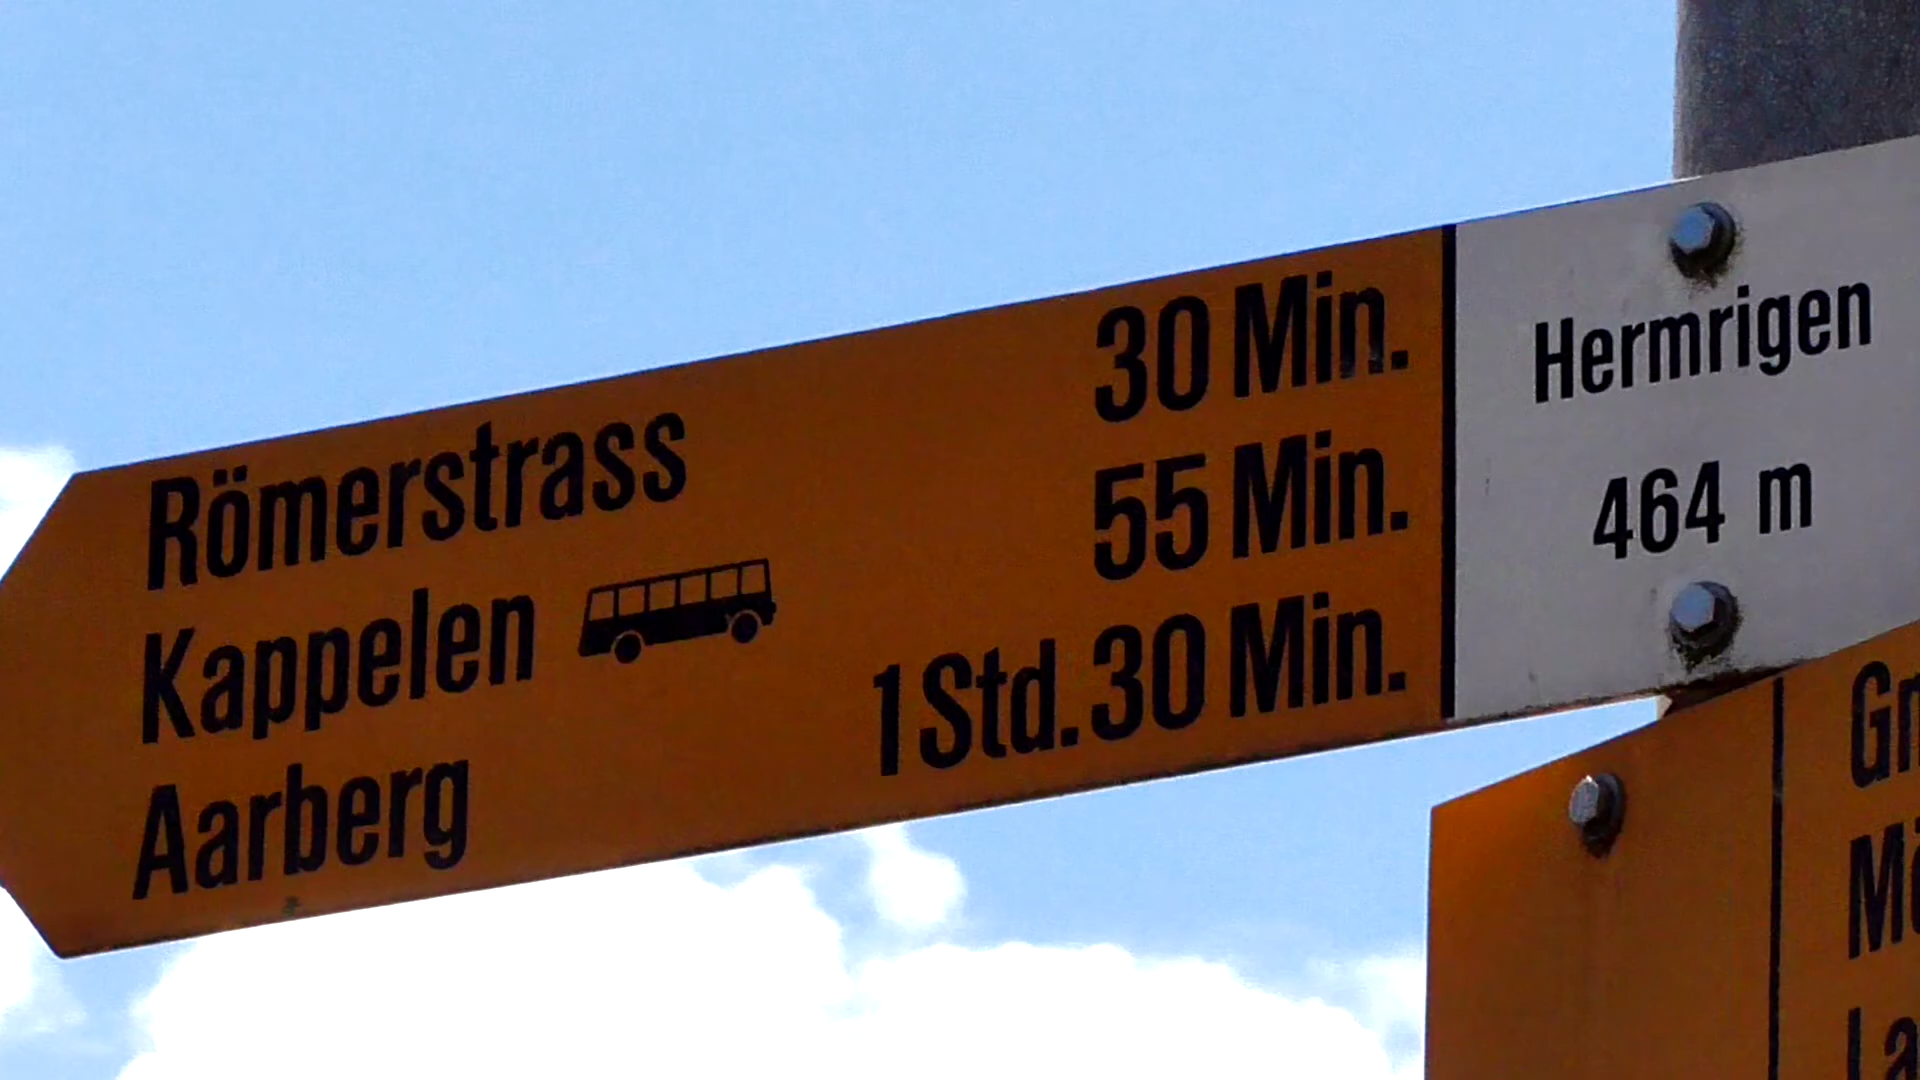 Römerstrass 30 Min.
Kappelen 55 Min.
Aarberg 1 Std. 30 Min.
Hermrigen
464 m